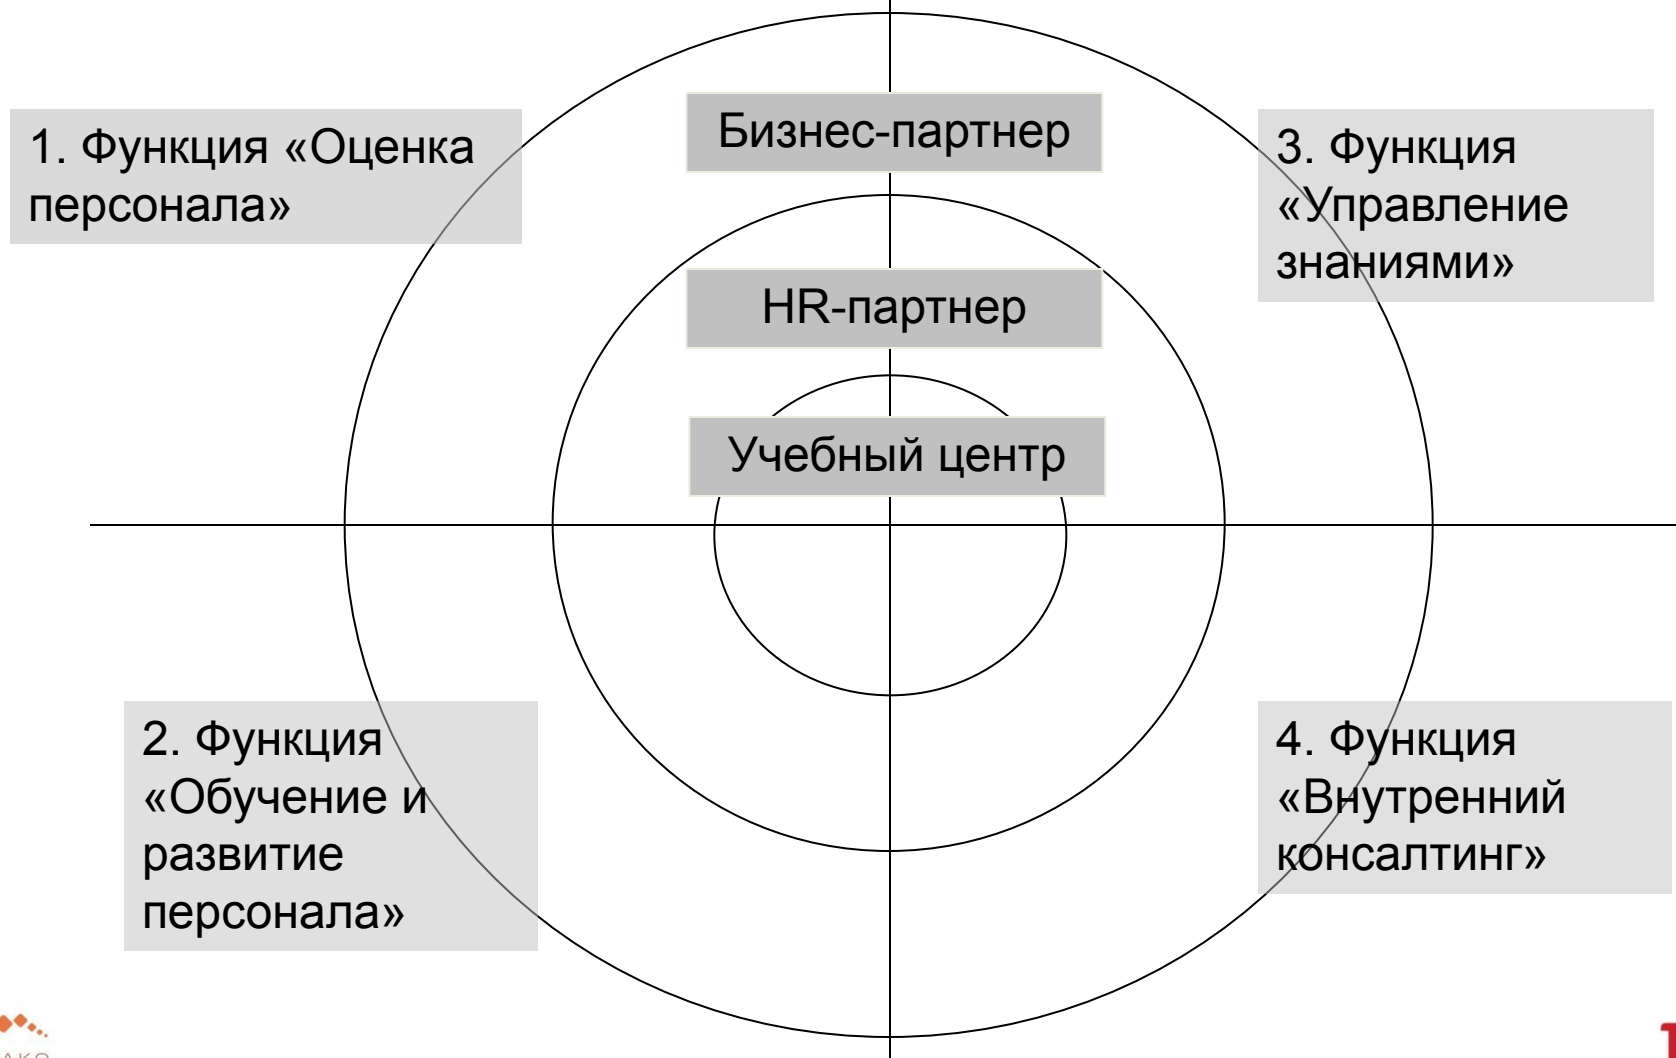 1. Функция «Оценка
персонала»
Бизнес-партнер
3. Функция
«Управление
знаниями»
HR-партнер
Учебный центр
2. Функция
«Обучение и
развитие
персонала»
4. Функция
«Внутренний
консалтинг»